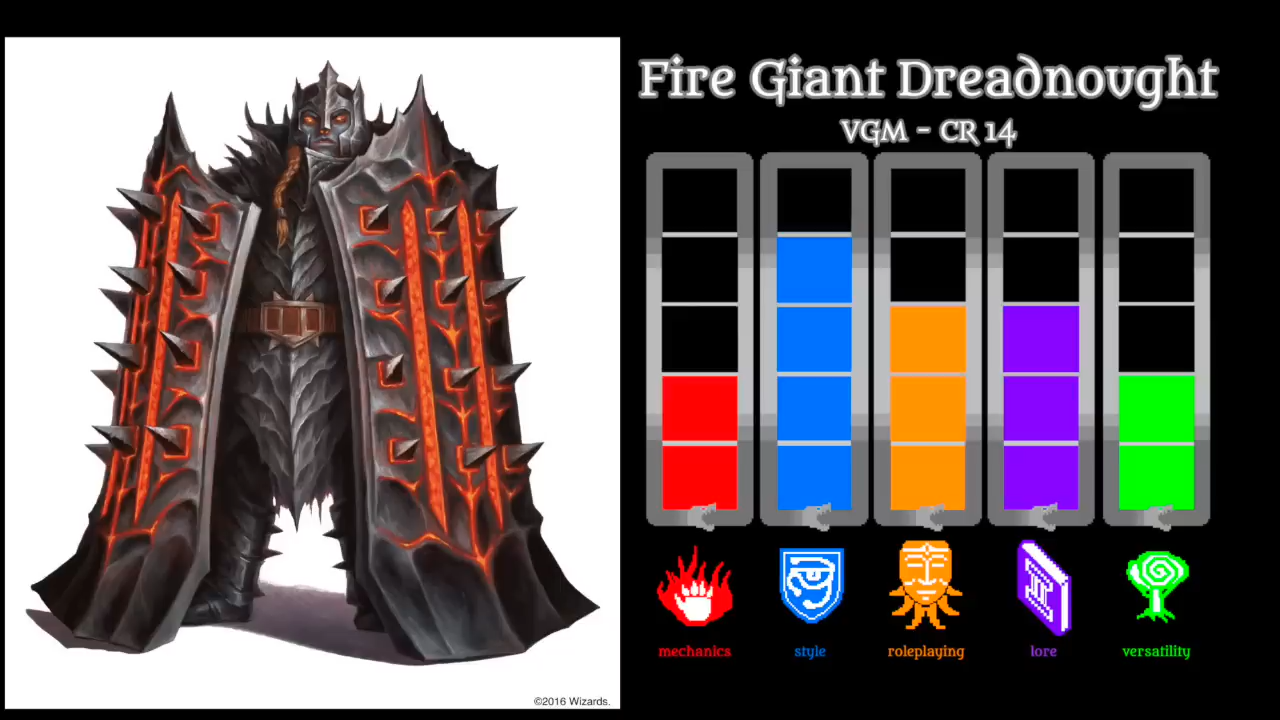 Fire Giant Dreadnought
VGM - CR 14
mechanics
style
roleplaying
lore
versatility
©2016 Wizards.